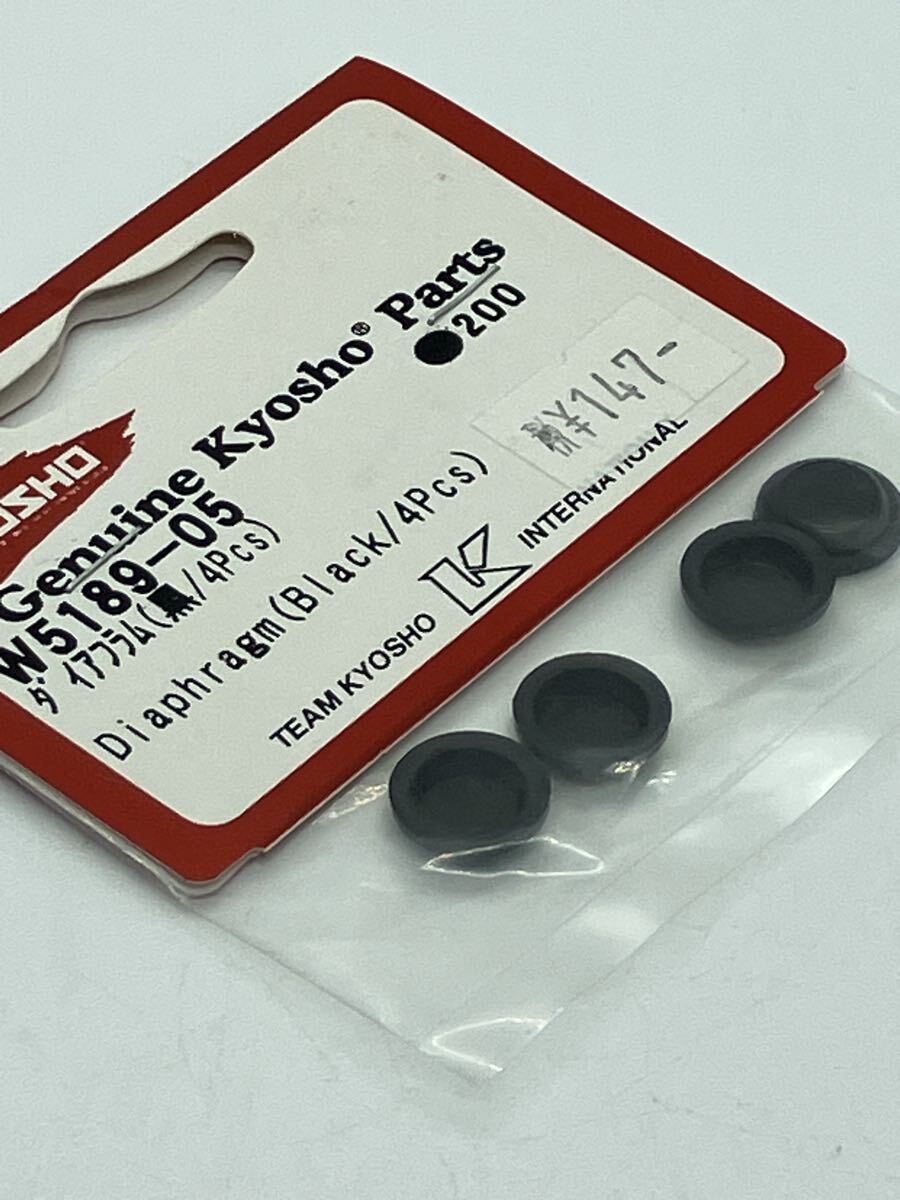 Genuine Kyosho® Parts
●200
W5189-05
ダイアフラム(黒/4Pcs)
Diaphragm(Black/4Pcs)
¥147-
TEAM KYOSHO K INTERNATIONAL